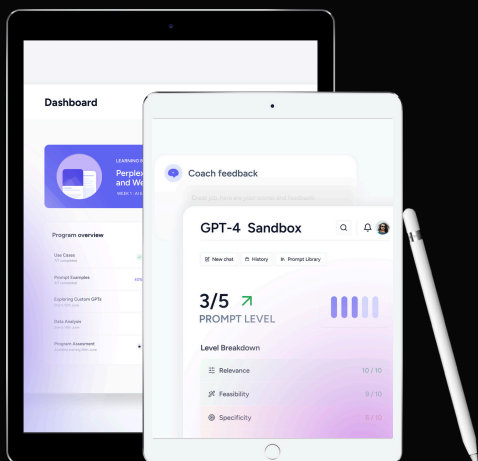 Dashboard
LEARNING S
Perplex
and We
Program overview
Use Cases
Prompt Examples
Exploring Custom GPTs
Data Analysis
Program Assesment
Coach feedback
GPT-4 Sandbox
New chat
History
Prompt Library
3/5
PROMPT LEVEL
Level Breakdown
Relevance 10 / 10
Feasibility 9 / 10
Specificity 6 / 10